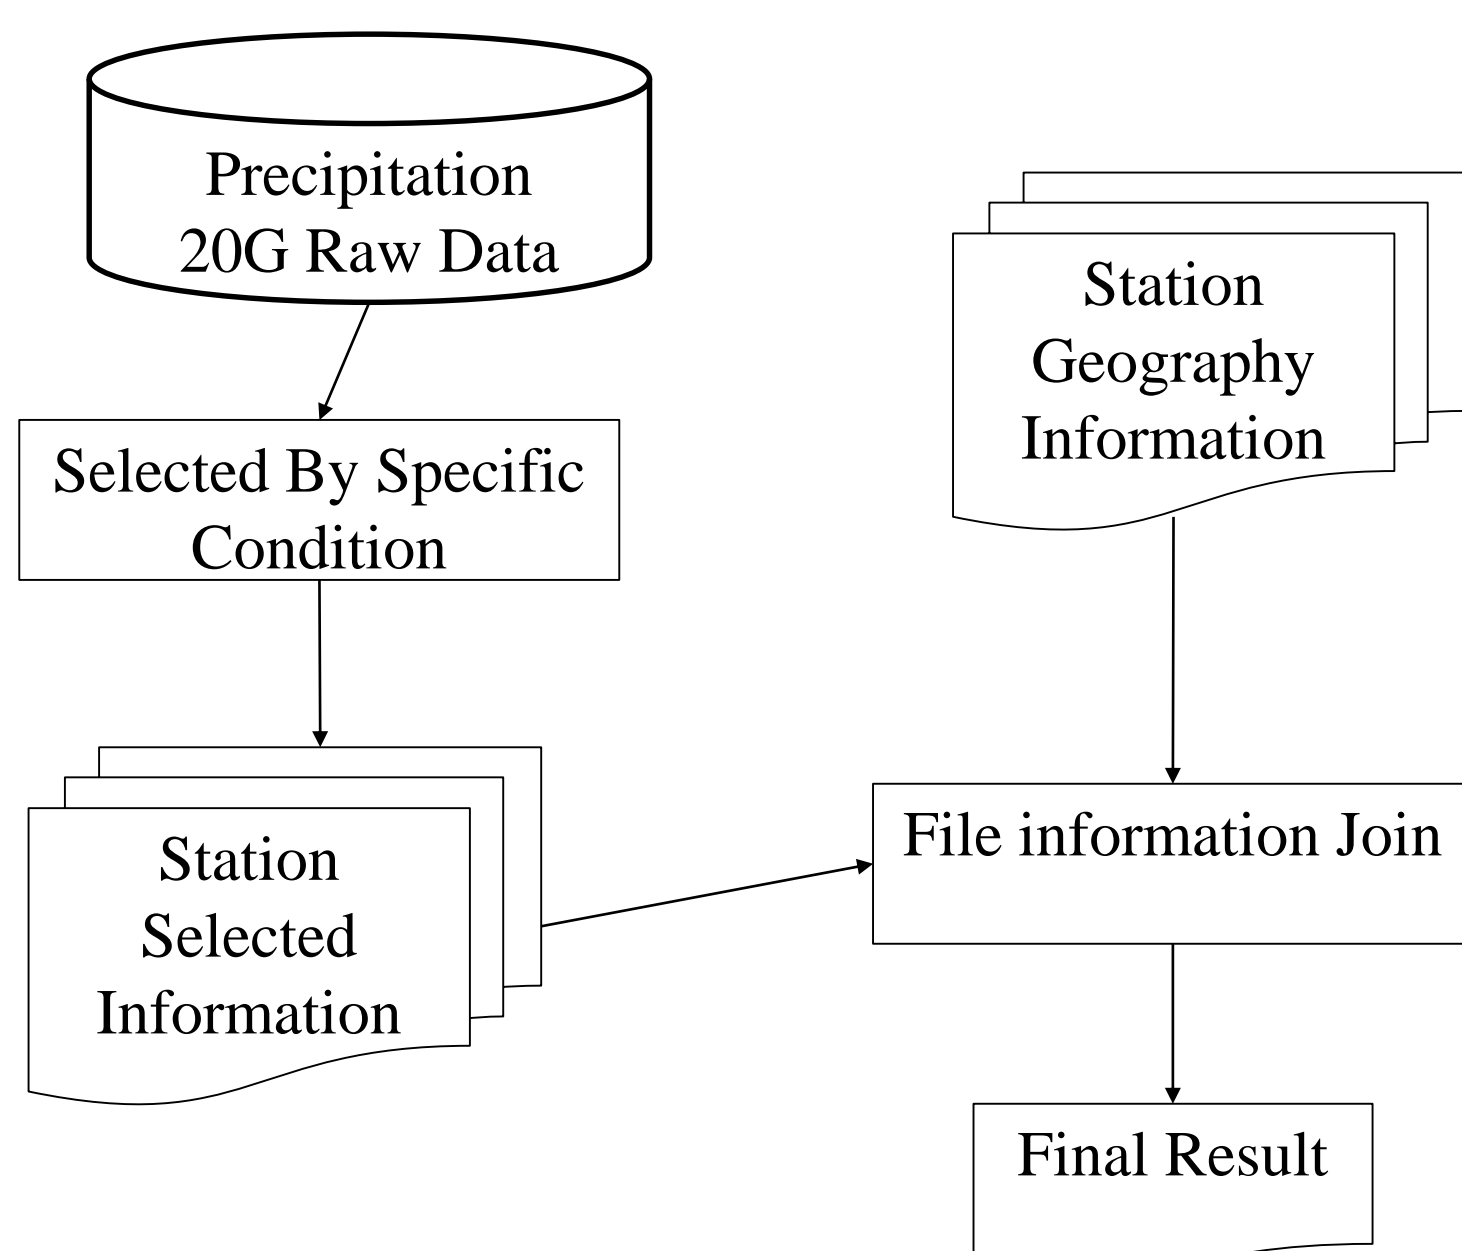 Precipitation
20G Raw Data
Selected By Specific
Condition
Station
Geography
Information
Station
Selected
Information
File information Join
Final Result